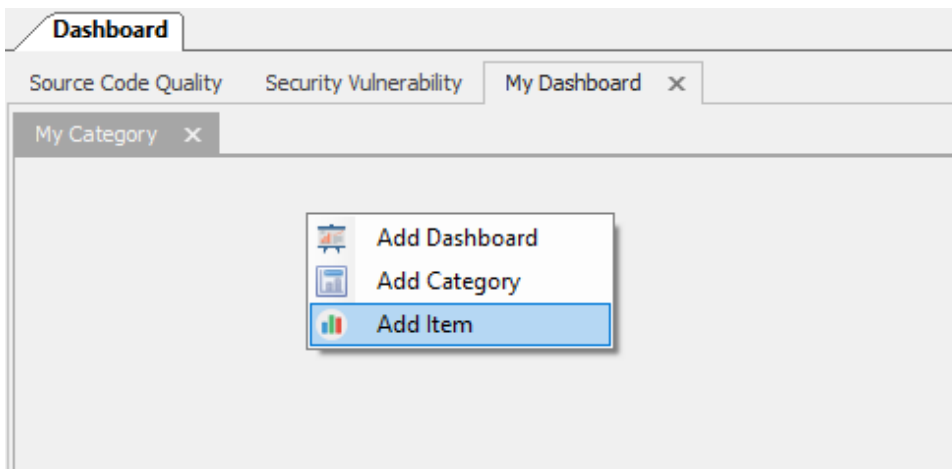 Dashboard
Source Code Quality Security Vulnerability My Dashboard
My Category
Add Dashboard
Add Category
Add Item